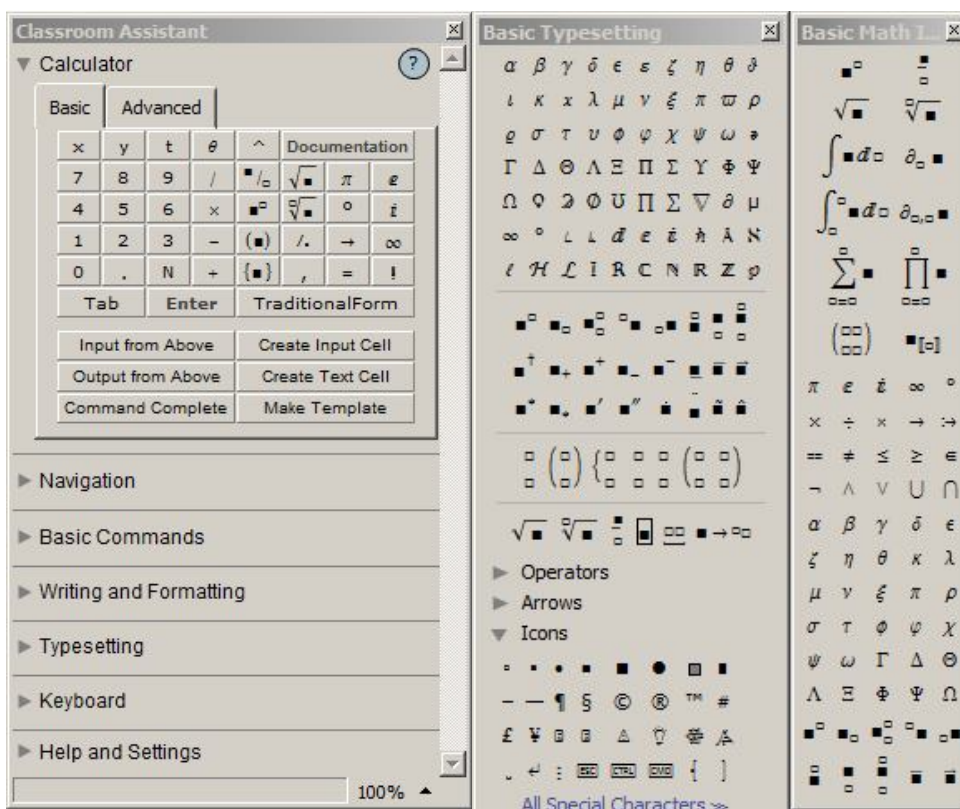 Classroom Assistant
Calculator
?
Basic Advanced
x y t θ ^ Documentation
7 8 9 / ■/□ √■ π ⅇ
4 5 6 × ■□ □√■ ° ⅈ
1 2 3 − (■) /. → ∞
0 . N + {■} , = !
Tab Enter TraditionalForm
Input from Above Create Input Cell
Output from Above Create Text Cell
Command Complete Make Template
Navigation
Basic Commands
Writing and Formatting
Typesetting
Keyboard
Help and Settings
100%
Basic Typesetting
α β γ δ ϵ ε ζ η θ ϑ
ι κ x λ μ ν ξ π ϖ ρ
ϱ σ τ υ ϕ φ χ ψ ω
Γ Δ Θ Λ Ξ Π Σ Υ Φ Ψ
Ω ∅ ℧ ∏ ∑ ▽ ∂ µ
∞ ° ⅆ ⅇ ⅈ ℏ Å ℵ
ℓ ℋ ℒ I R C N R Z ℘
Operators
Arrows
Icons
– — ¶ § © ® ™ #
£ ¥
ESC CTRL CMD { ]
All Special Characters ≫
Basic Math I...
∫■ⅆ□ ∂□ ■
∫■ⅆ□ ∂□,□ ■
∑■ ∏■
□=□ □=□
■[[□]]
π ⅇ ⅈ ∞ °
× ÷ × → :→
== ≠ ≤ ≥ ∈
¬ ∧ ∨ ∪ ∩
α β γ δ ϵ
ζ η θ κ λ
μ ν ξ π ρ
σ τ ϕ φ χ
ψ ω Γ Δ Θ
Λ Ξ Φ Ψ Ω